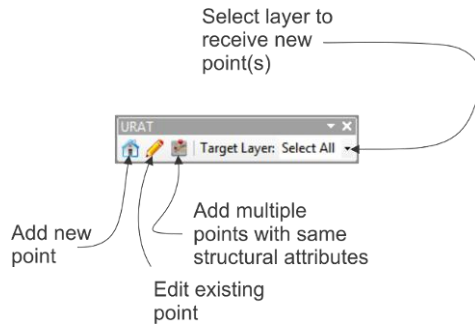 Select layer to
receive new
point(s)
URAT
Target Layer: Select All
Add new
point
Add multiple
points with same
structural attributes
Edit existing
point